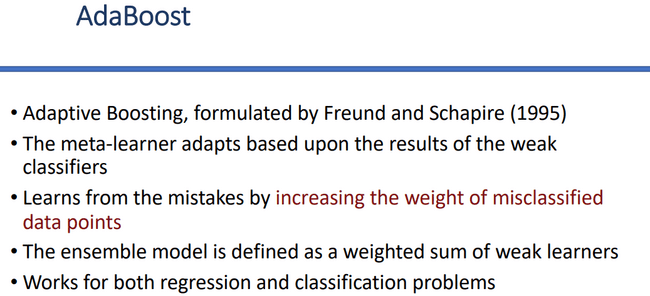 AdaBoost
• Adaptive Boosting, formulated by Freund and Schapire (1995)
• The meta-learner adapts based upon the results of the weak
classifiers
• Learns from the mistakes by increasing the weight of misclassified
data points
• The ensemble model is defined as a weighted sum of weak learners
• Works for both regression and classification problems